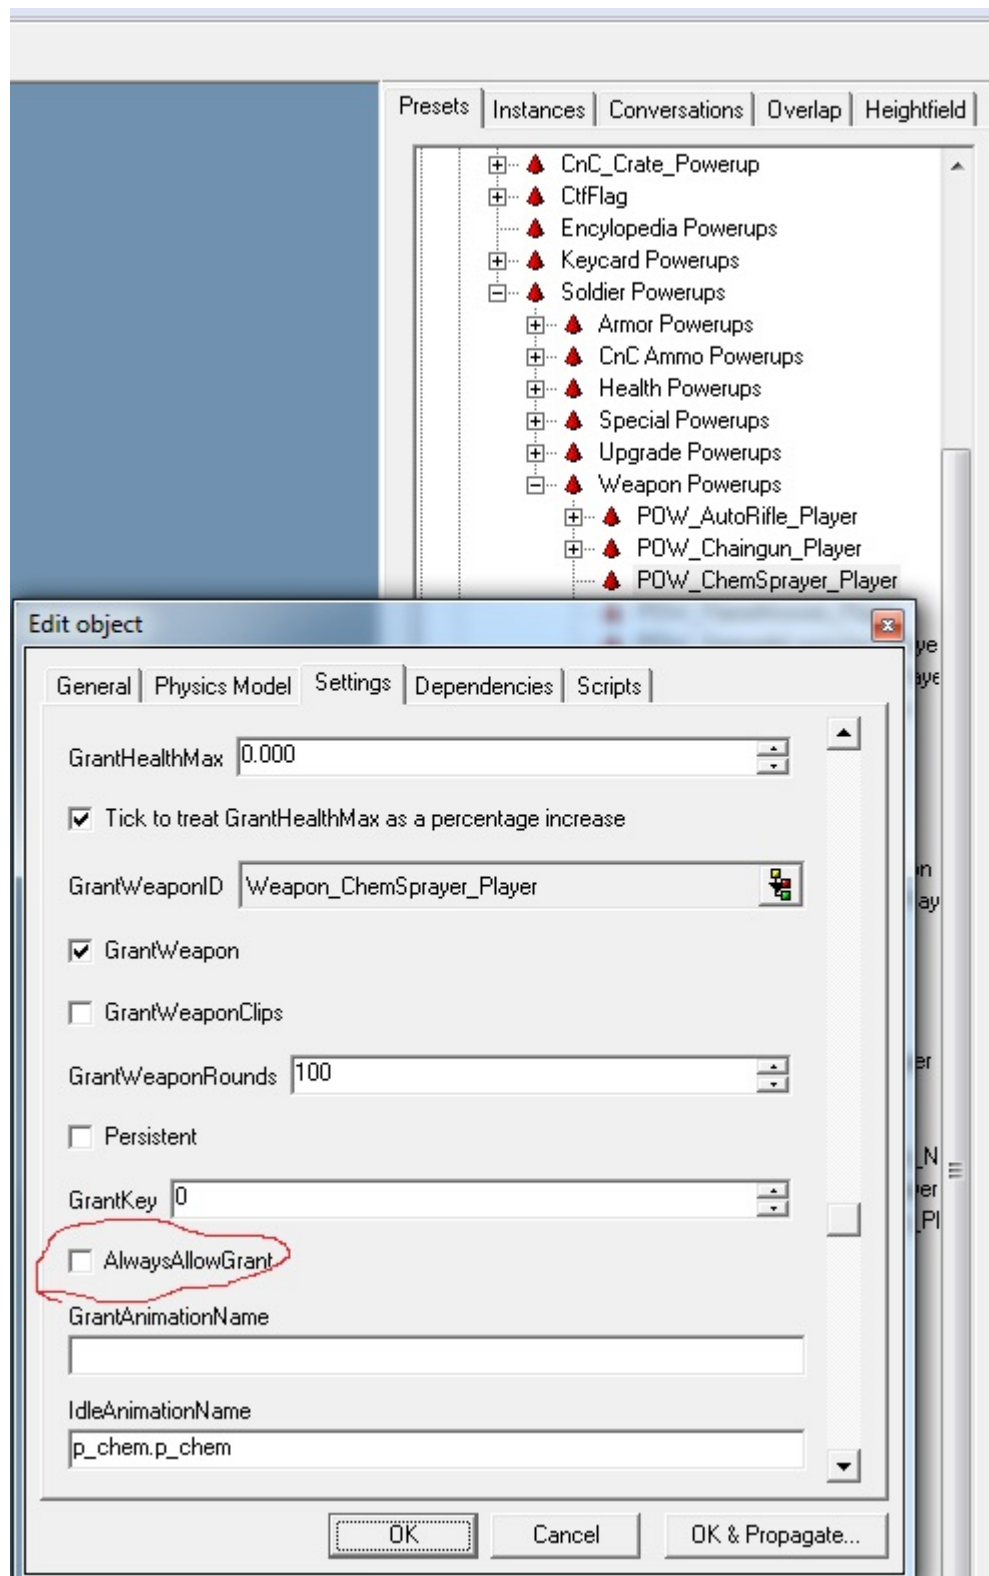 Presets Instances Conversations Overlap Heightfield
CnC_Crate_Powerup
CtfFlag
Encylopedia Powerups
Keycard Powerups
Soldier Powerups
Armor Powerups
CnC Ammo Powerups
Health Powerups
Special Powerups
Upgrade Powerups
Weapon Powerups
POW_AutoRifle_Player
POW_Chaingun_Player
POW_ChemSprayer_Player
Edit object
General Physics Model Settings Dependencies Scripts
GrantHealthMax 0.000
Tick to treat GrantHealthMax as a percentage increase
GrantWeaponID Weapon_ChemSprayer_Player
GrantWeapon
GrantWeaponClips
GrantWeaponRounds 100
Persistent
GrantKey 0
AlwaysAllowGrant
GrantAnimationName
IdleAnimationName
p_chem.p_chem
OK Cancel OK & Propagate...